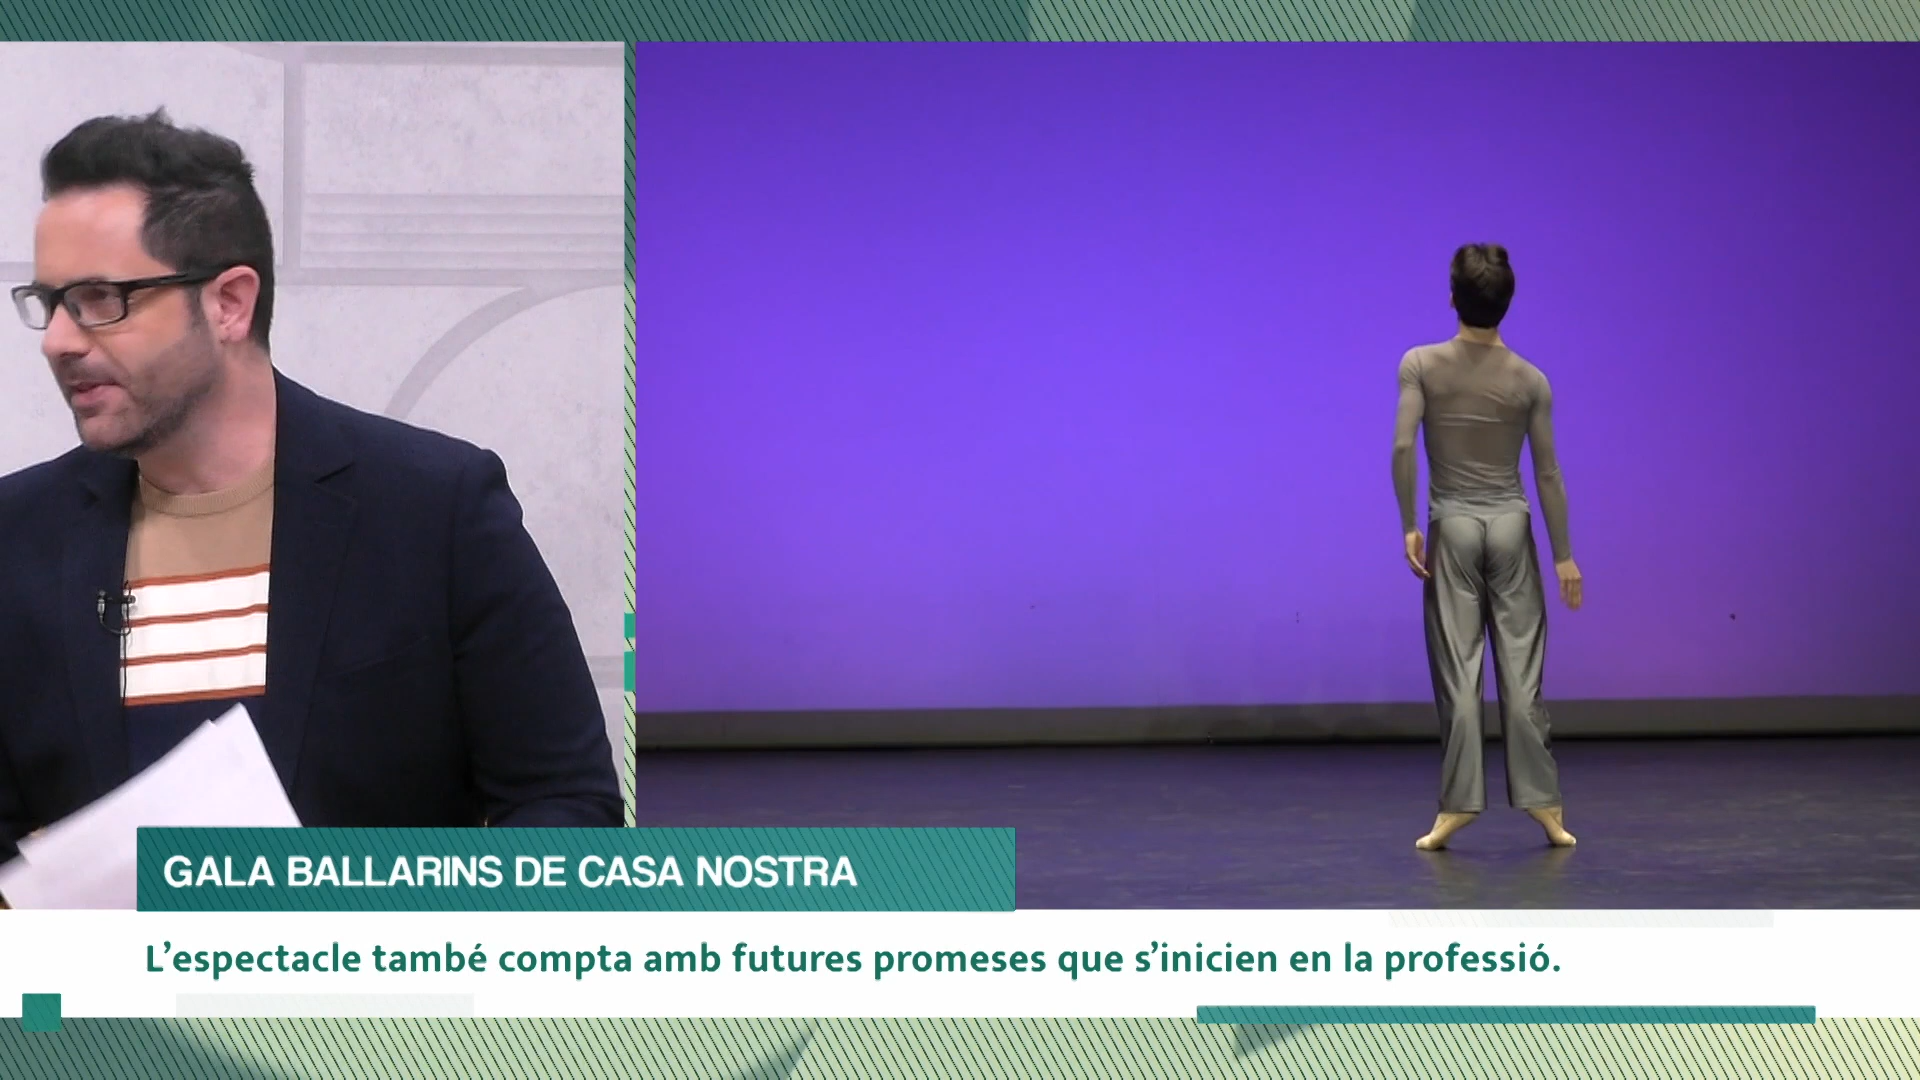 GALA BALLARINS DE CASA NOSTRA
L’espectacle també compta amb futures promeses que s’inicien en la professió.